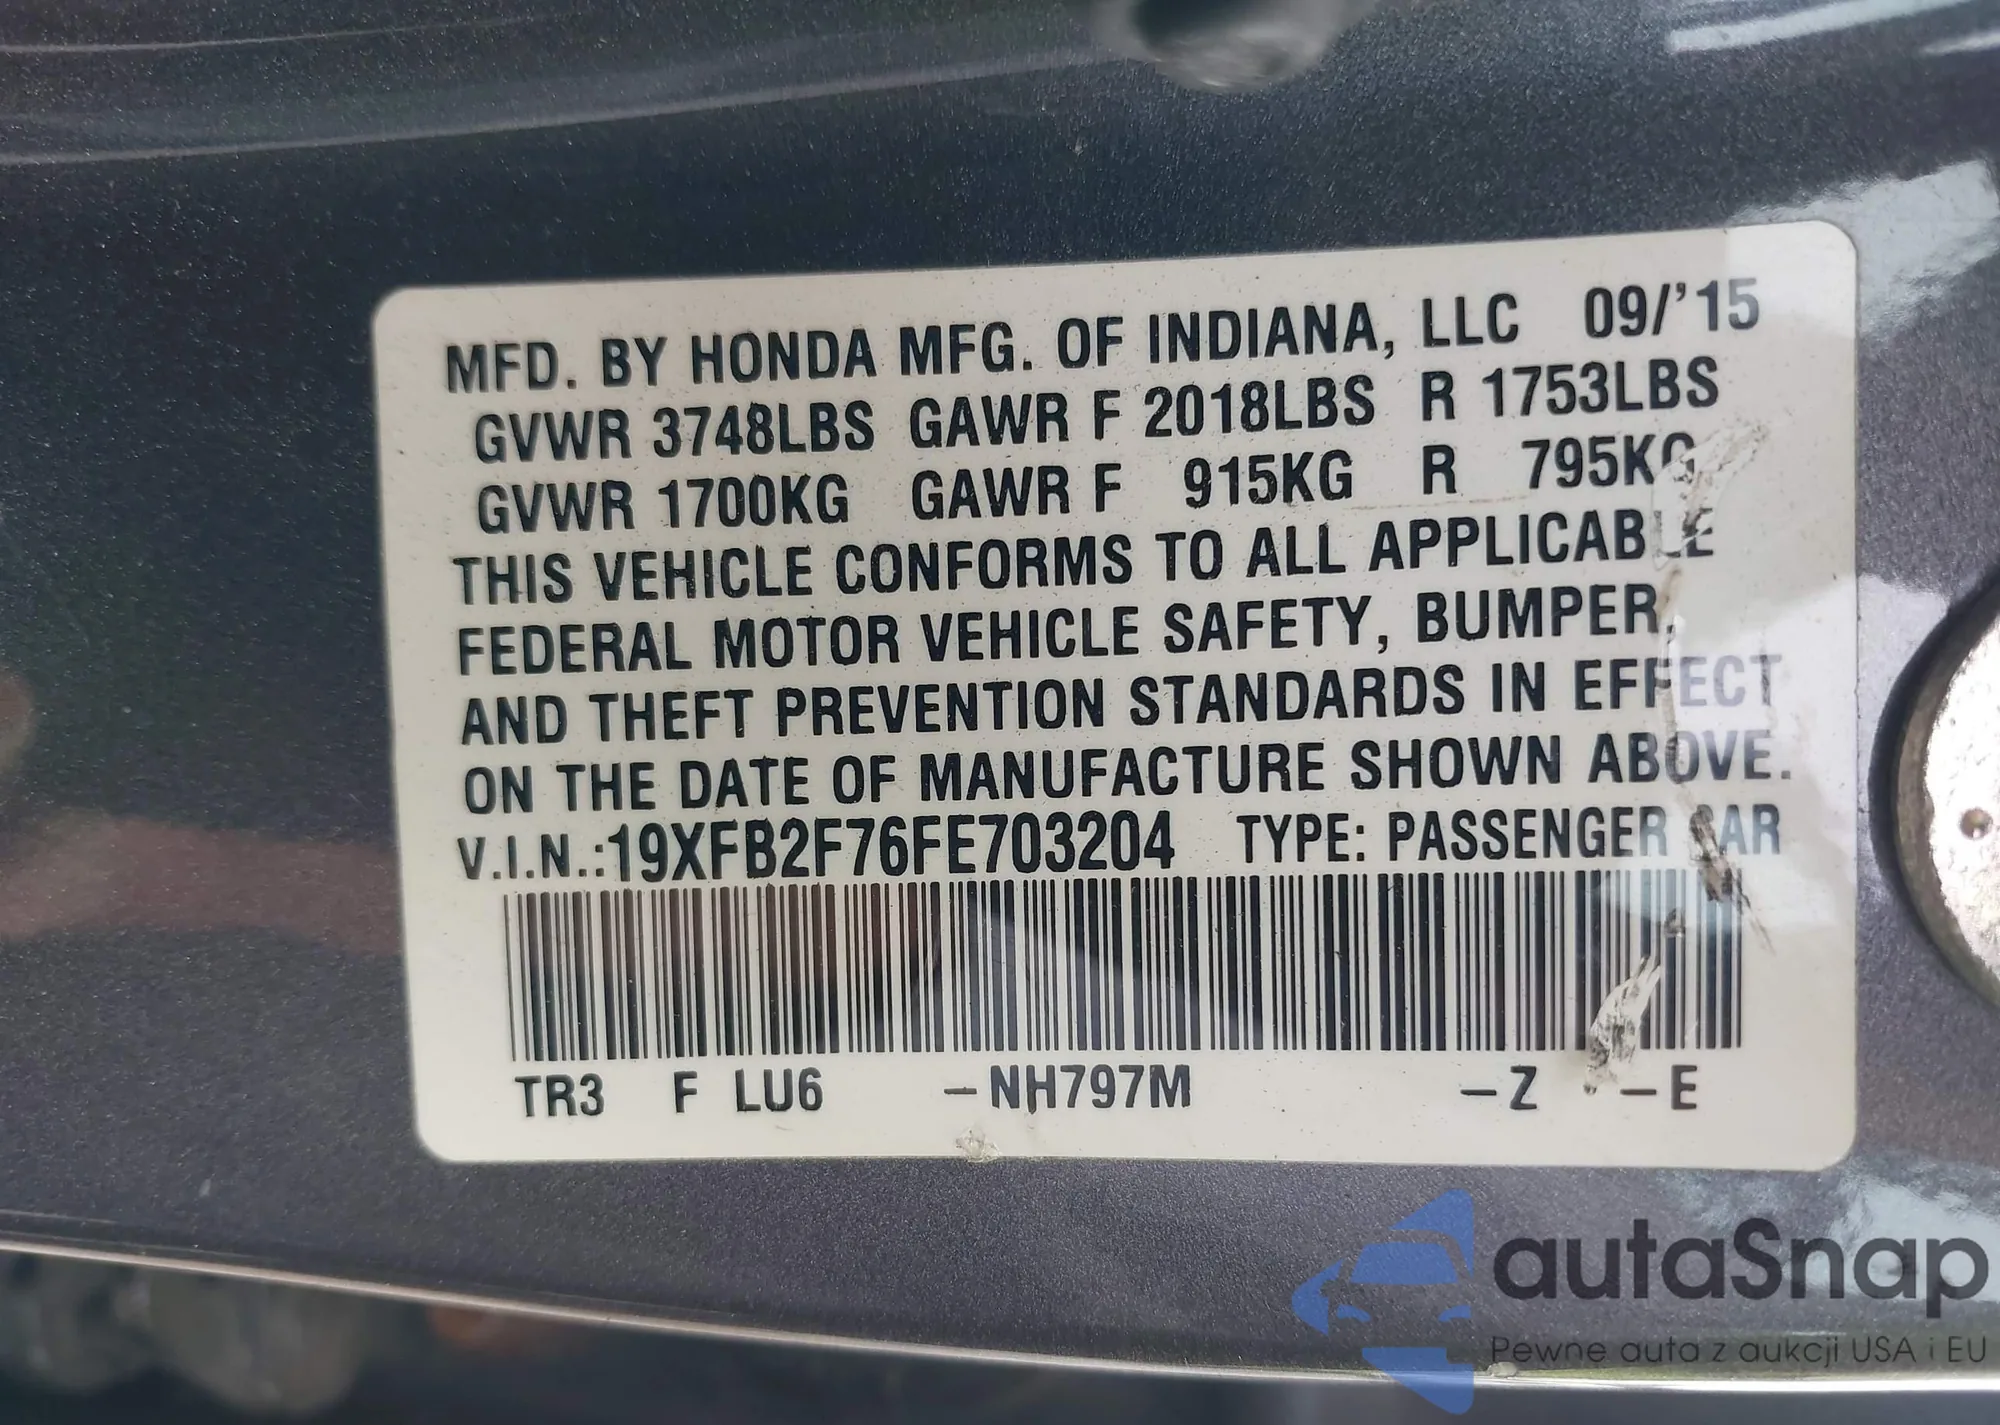 MFD. BY HONDA MFG. OF INDIANA, LLC 09/'15
GVWR 3748LBS GAWR F 2018LBS R 1753LBS
GVWR 1700KG GAWR F 915KG R 795KG
THIS VEHICLE CONFORMS TO ALL APPLICABLE
FEDERAL MOTOR VEHICLE SAFETY, BUMPER,
AND THEFT PREVENTION STANDARDS IN EFFECT
ON THE DATE OF MANUFACTURE SHOWN ABOVE.
V.I.N.:19XFB2F76FE703204 TYPE: PASSENGER CAR
TR3 F LU6 -NH797M -Z -E
autaSnap
Pewne auta z aukcji USA i EU